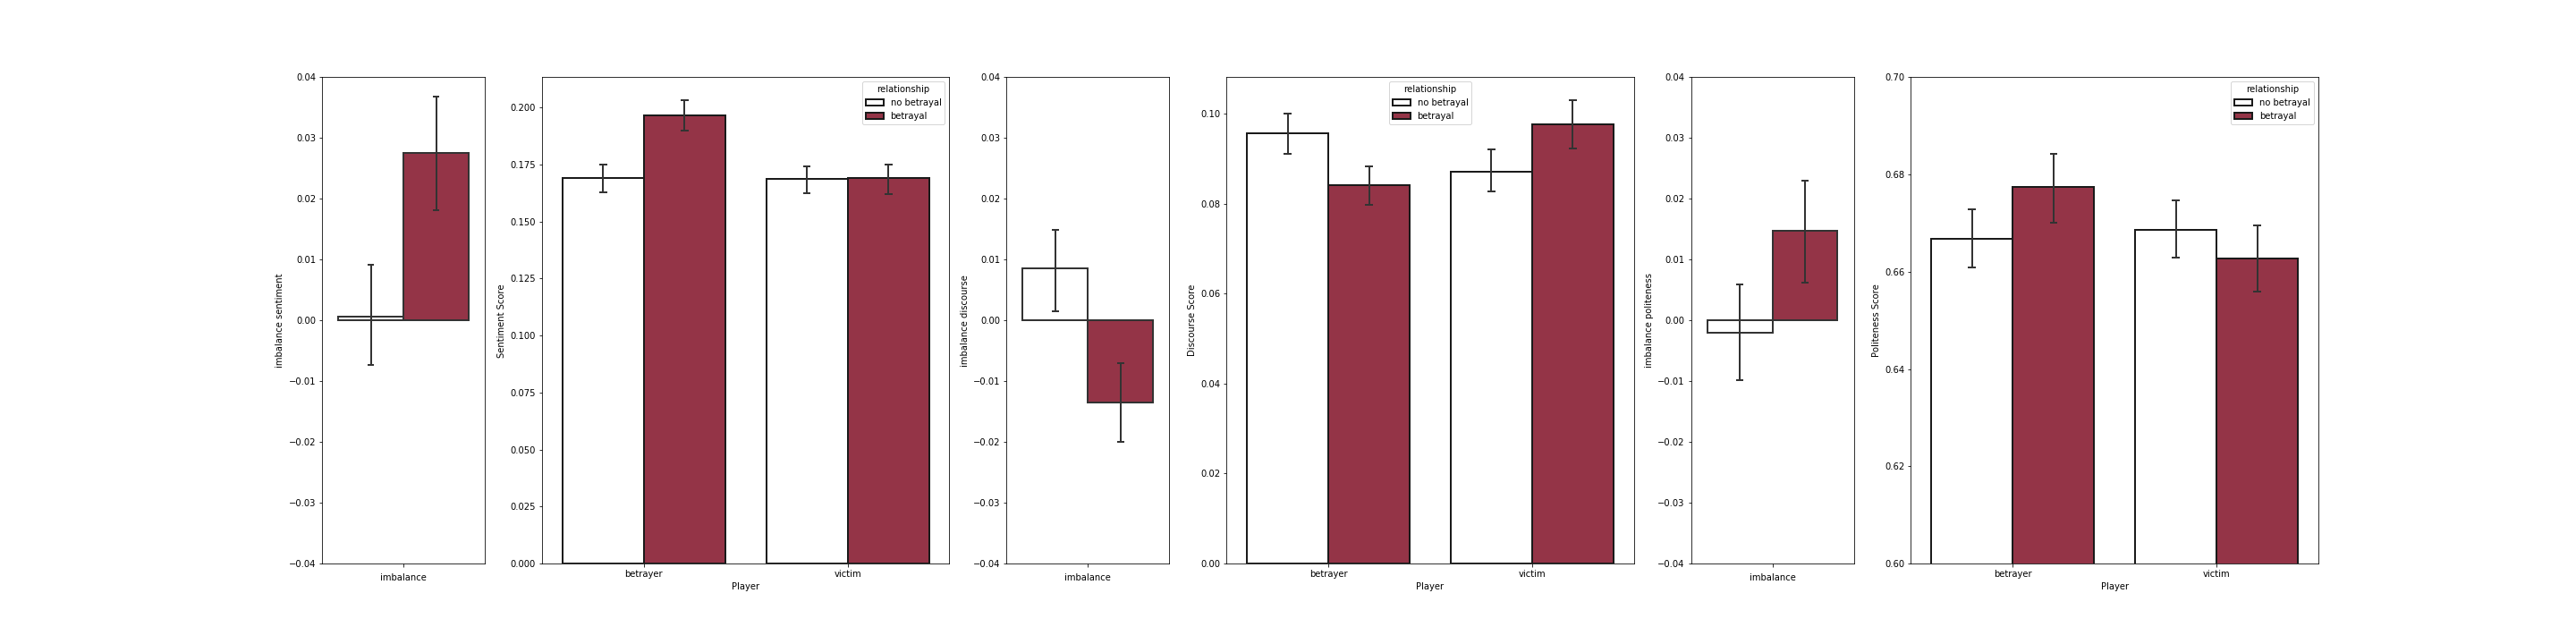 imbalance sentiment
0.04
0.03
0.02
0.01
0.00
−0.01
−0.02
−0.03
−0.04
imbalance
Sentiment Score
0.200
0.175
0.150
0.125
0.100
0.075
0.050
0.025
0.000
relationship
no betrayal
betrayal
betrayer
victim
Player
imbalance discourse
0.04
0.03
0.02
0.01
0.00
−0.01
−0.02
−0.03
−0.04
imbalance
Discourse Score
0.10
0.08
0.06
0.04
0.02
0.00
relationship
no betrayal
betrayal
betrayer
victim
Player
imbalance politeness
0.04
0.03
0.02
0.01
0.00
−0.01
−0.02
−0.03
−0.04
imbalance
Politeness Score
0.70
0.68
0.66
0.64
0.62
0.60
relationship
no betrayal
betrayal
betrayer
victim
Player